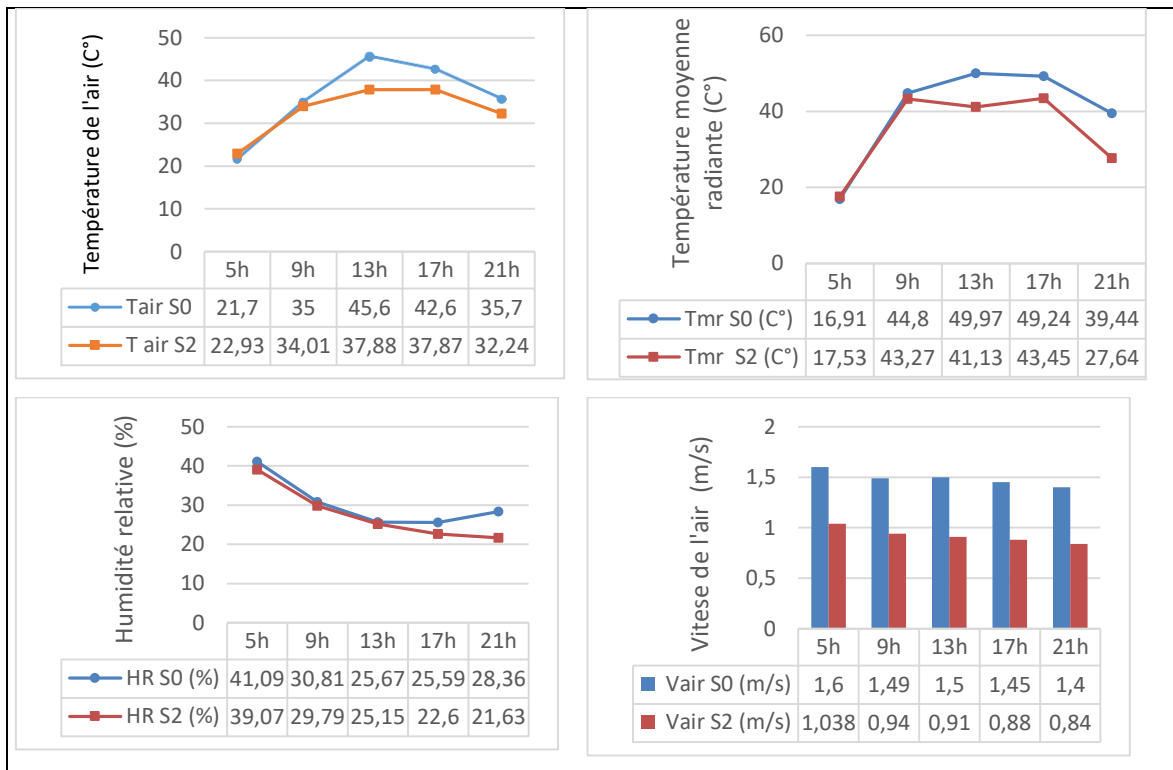 Température de l'air (C°)
50
40
30
20
10
0
5h 9h 13h 17h 21h
Tair S0 21,7 35 45,6 42,6 35,7
T air S2 22,93 34,01 37,88 37,87 32,24
Température moyenne
radiante (C°)
60
40
20
0
5h 9h 13h 17h 21h
Tmr S0 (C°) 16,91 44,8 49,97 49,24 39,44
Tmr S2 (C°) 17,53 43,27 41,13 43,45 27,64
Humidité relative (%)
50
40
30
20
10
0
5h 9h 13h 17h 21h
HR S0 (%) 41,09 30,81 25,67 25,59 28,36
HR S2 (%) 39,07 29,79 25,15 22,6 21,63
Vitese de l'air (m/s)
2
1,5
1
0,5
0
5h 9h 13h 17h 21h
Vair S0 (m/s) 1,6 1,49 1,5 1,45 1,4
Vair S2 (m/s) 1,038 0,94 0,91 0,88 0,84